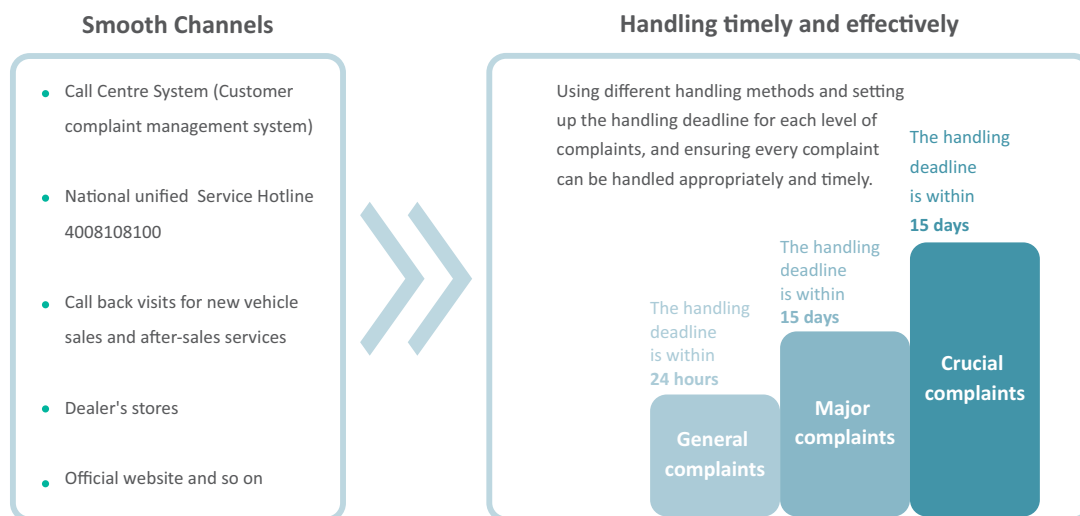 Smooth Channels
Call Centre System (Customer
complaint management system)
National unified Service Hotline
4008108100
Call back visits for new vehicle
sales and after-sales services
Dealer's stores
Official website and so on
Handling timely and effectively
Using different handling methods and setting
up the handling deadline for each level of
complaints, and ensuring every complaint
can be handled appropriately and timely.
The handling
deadline
is within
24 hours
General
complaints
The handling
deadline
is within
15 days
Major
complaints
The handling
deadline
is within
15 days
Crucial
complaints